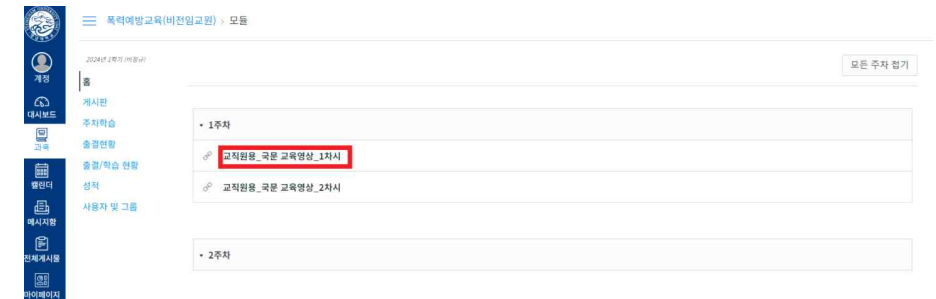 폭력예방교육(비전임교원) > 모듈
2024년 1학기 (비정규)
모든 주차 접기
계정
대시보드
과목
캘린더
메시지함
전체게시물
마이페이지
홈
게시판
주차학습
출결현황
출결/학습 현황
성적
사용자 및 그룹
1주차
교직원용_국문 교육영상_1차시
교직원용_국문 교육영상_2차시
2주차